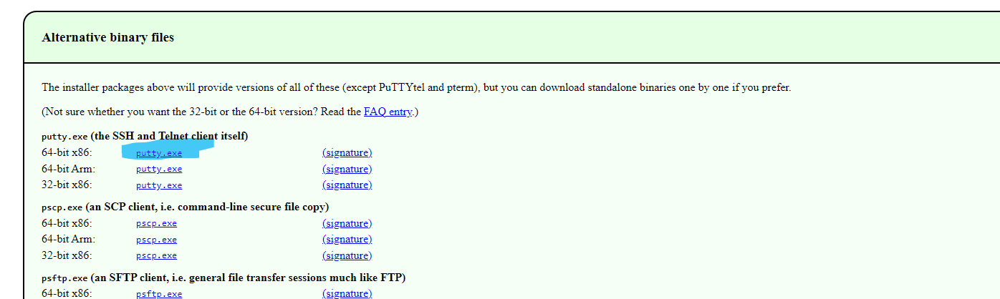 Alternative binary files
The installer packages above will provide versions of all of these (except PuTTYtel and pterm), but you can download standalone binaries one by one if you prefer.
(Not sure whether you want the 32-bit or the 64-bit version? Read the FAQ entry.)
putty.exe (the SSH and Telnet client itself)
64-bit x86: putty.exe (signature)
64-bit Arm: putty.exe (signature)
32-bit x86: putty.exe (signature)
pscp.exe (an SCP client, i.e. command-line secure file copy)
64-bit x86: pscp.exe (signature)
64-bit Arm: pscp.exe (signature)
32-bit x86: pscp.exe (signature)
psftp.exe (an SFTP client, i.e. general file transfer sessions much like FTP)
64-bit x86: psftp.exe (signature)